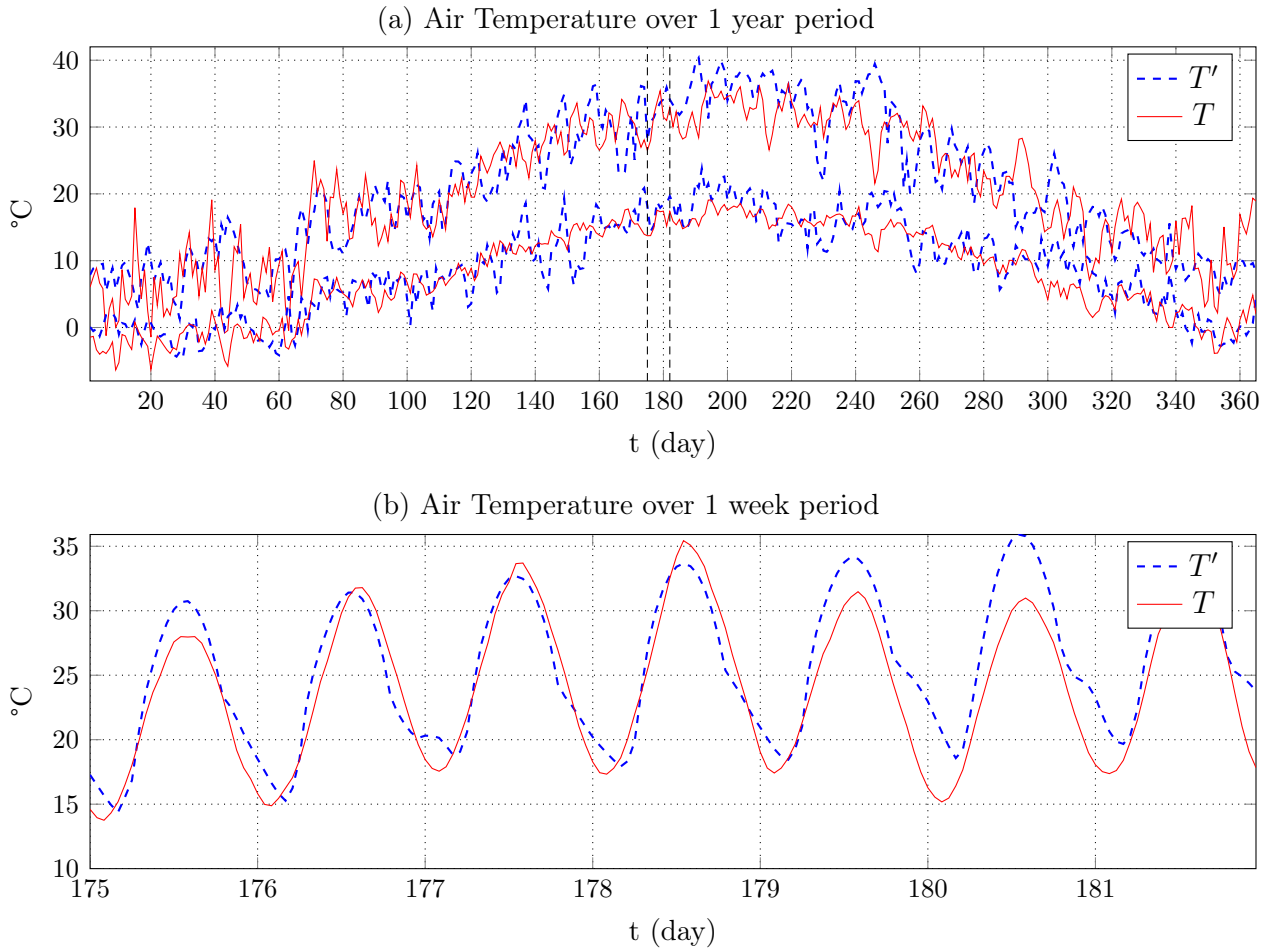 (a) Air Temperature over 1 year period
40
30
20
10
0
°C
T′
T
20 40 60 80 100 120 140 160 180 200 220 240 260 280 300 320 340 360
t (day)
(b) Air Temperature over 1 week period
35
30
25
20
15
10
°C
T′
T
175 176 177 178 179 180 181
t (day)